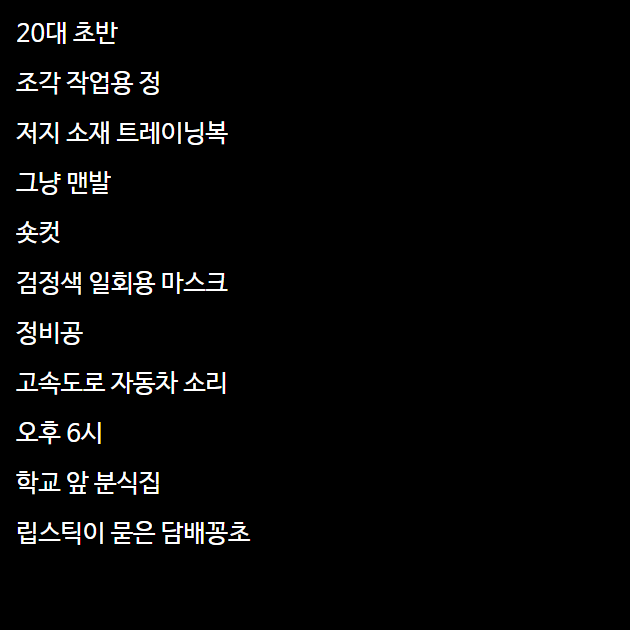 20대 초반
조각 작업용 정
저지 소재 트레이닝복
그냥 맨발
숏컷
검정색 일회용 마스크
정비공
고속도로 자동차 소리
오후 6시
학교 앞 분식집
립스틱이 묻은 담배꽁초